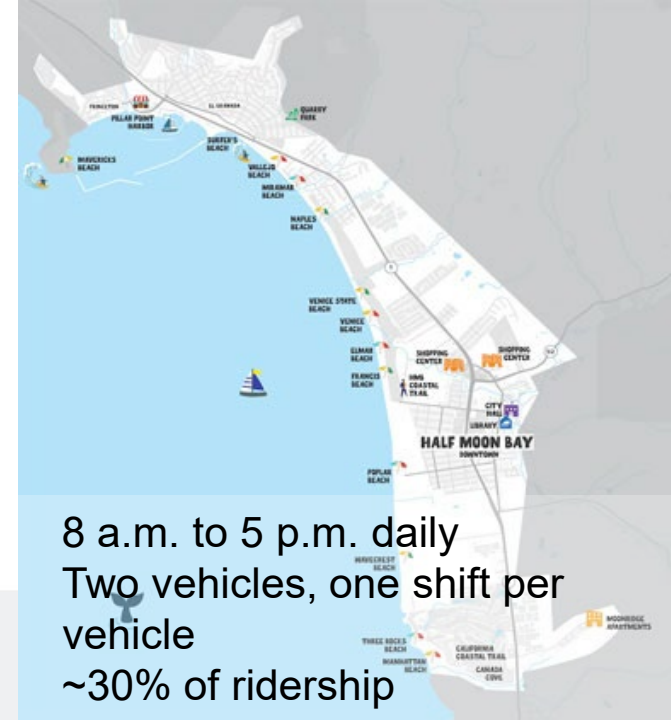 PRINCETON
EL GRANADA
PILLAR POINT
HARBOR
QUARRY
PARK
SURFER'S
BEACH
MAVERICKS
BEACH
VALLEJO
BEACH
MIRAMAR
BEACH
NAPLES
BEACH
1
VENICE STATE
BEACH
VENICE
BEACH
ELMAR
BEACH
FRANCIS
BEACH
SHOPPING
CENTER
SHOPPING
CENTER
92
HMB
COASTAL
TRAIL
CITY
HALL
LIBRARY
HALF MOON BAY
DOWNTOWN
POPLAR
BEACH
8 a.m. to 5 p.m. daily
Two vehicles, one shift per
vehicle
~30% of ridership
WAVECREST
BEACH
MOONRIDGE
APARTMENTS
THREE ROCKS
BEACH
MANHATTAN
BEACH
CALIFORNIA
COASTAL TRAIL
CANADA
COVE